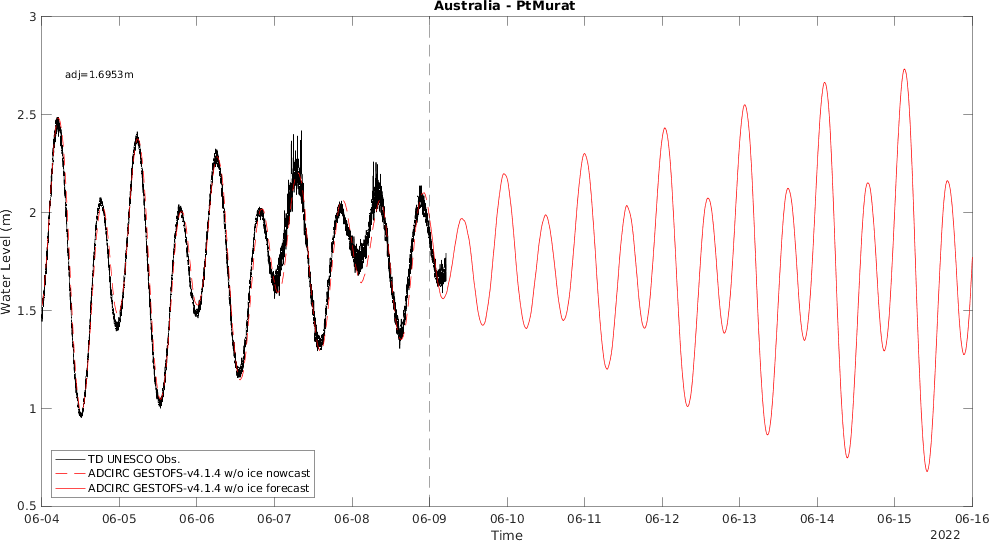 Australia - PtMurat
adj=1.6953m
Water Level (m)
3
2.5
2
1.5
1
0.5
TD UNESCO Obs.
ADCIRC GESTOFS-v4.1.4 w/o ice nowcast
ADCIRC GESTOFS-v4.1.4 w/o ice forecast
06-04 06-05 06-06 06-07 06-08 06-09 06-10 06-11 06-12 06-13 06-14 06-15 06-16
Time
2022